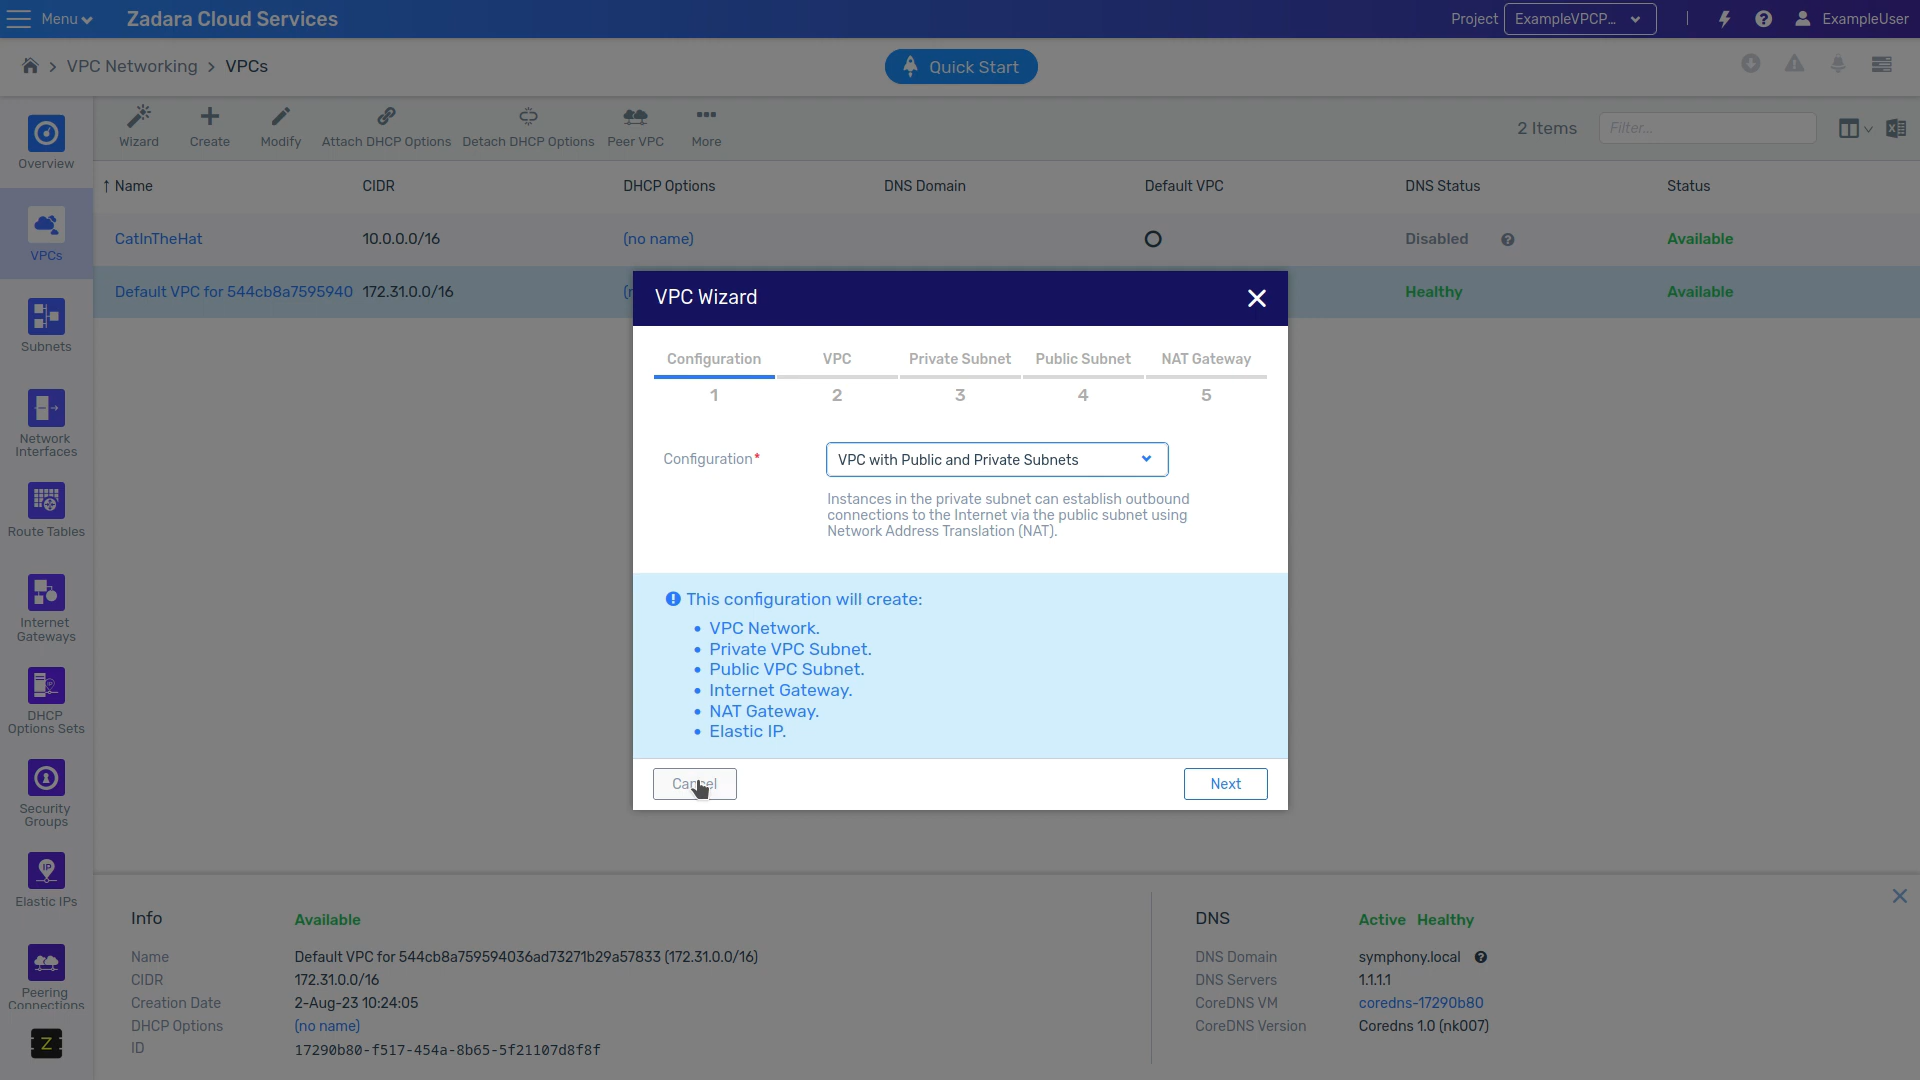 Menu
Zadara Cloud Services
Project
ExampleVPCP...
ExampleUser
VPC Networking
VPCs
Quick Start
Overview
VPCs
Subnets
Network
Interfaces
Route Tables
Internet
Gateways
DHCP
Options Sets
Security
Groups
IP
Elastic IPs
Peering
Connections
Z
Wizard
Create
Modify
Attach DHCP Options
Detach DHCP Options
Peer VPC
More
2 Items
Filter...
Name
CIDR
DHCP Options
DNS Domain
Default VPC
DNS Status
Status
CatInTheHat
10.0.0.0/16
(no name)
Disabled
Available
Default VPC for 544cb8a7595940
172.31.0.0/16
Healthy
Available
VPC Wizard
Configuration
VPC
Private Subnet
Public Subnet
NAT Gateway
1
2
3
4
5
Configuration*
VPC with Public and Private Subnets
Instances in the private subnet can establish outbound
connections to the Internet via the public subnet using
Network Address Translation (NAT).
This configuration will create:
• VPC Network.
• Private VPC Subnet.
• Public VPC Subnet.
• Internet Gateway.
• NAT Gateway.
• Elastic IP.
Cancel
Next
Info
Available
Name
Default VPC for 544cb8a759594036ad73271b29a57833 (172.31.0.0/16)
CIDR
172.31.0.0/16
Creation Date
2-Aug-23 10:24:05
DHCP Options
(no name)
ID
17290b80-f517-454a-8b65-5f21107d8f8f
DNS
Active Healthy
DNS Domain
symphony.local
DNS Servers
1.1.1.1
CoreDNS VM
coredns-17290b80
CoreDNS Version
Coredns 1.0 (nk007)